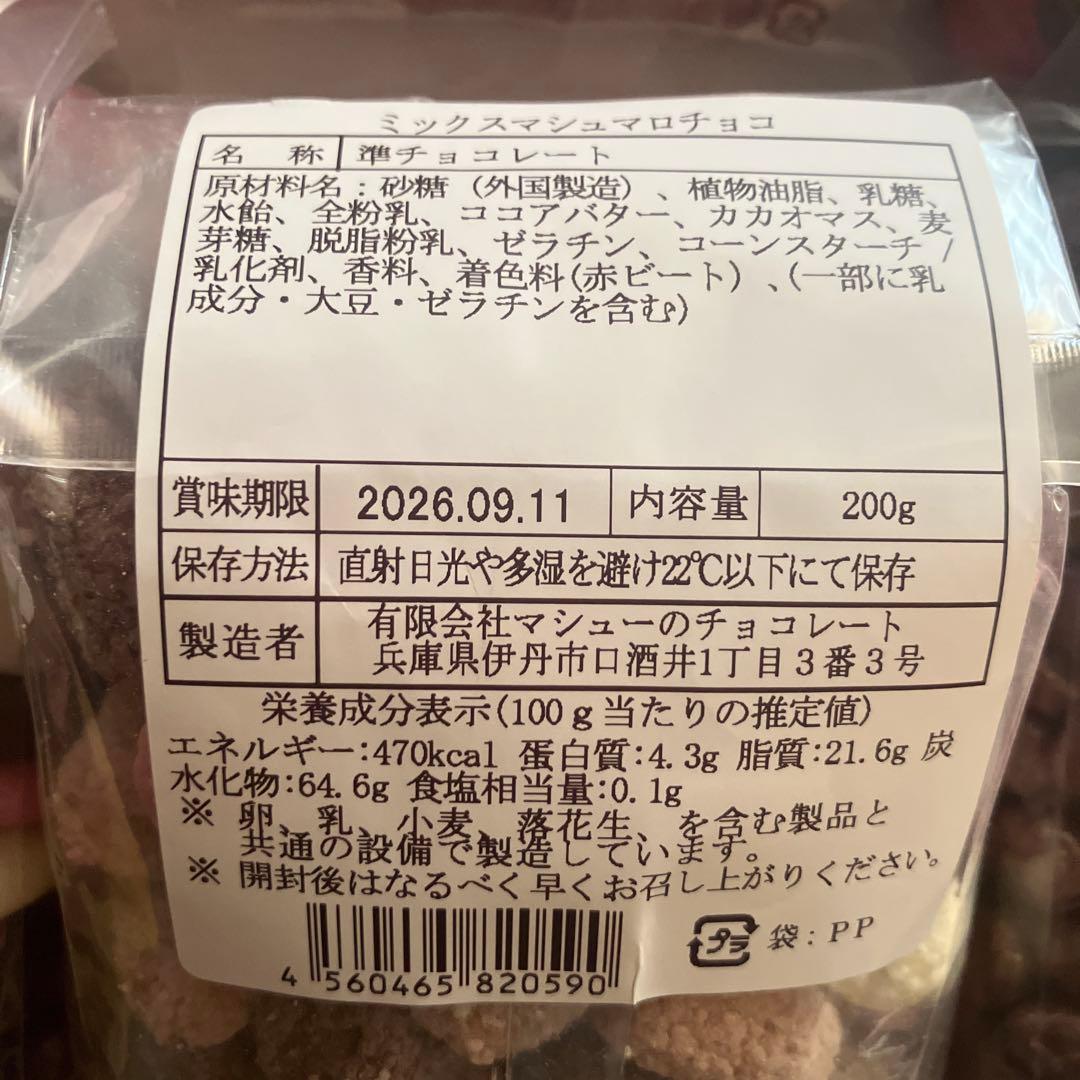 ミックスマシュマロチョコ
名 称 準チョコレート
原材料名:砂糖(外国製造)、植物油脂、乳糖、
水飴、全粉乳、ココアバター、カカオマス、麦
芽糖、脱脂粉乳、ゼラチン、コーンスターチ/
乳化剤、香料、着色料(赤ビート)、(一部に乳
成分・大豆・ゼラチンを含む)
賞味期限 2026.09.11 内容量 200g
保存方法 直射日光や多湿を避け22℃以下にて保存
製造者 有限会社マシューのチョコレート
兵庫県伊丹市口酒井1丁目3番3号
栄養成分表示(100g当たりの推定値)
エネルギー:470kcal 蛋白質:4.3g 脂質:21.6g 炭
水化物:64.6g 食塩相当量:0.1g
※ 卵、乳、小麦、落花生、を含む製品と
共通の設備で製造しています。
※ 開封後はなるべく早くお召し上がりください。
プラ 袋:PP
4 560465 820590